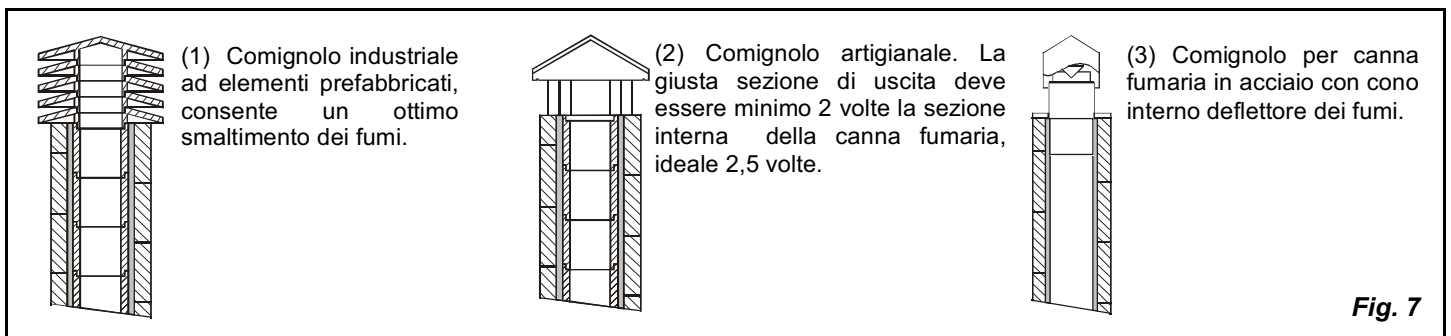 (1) Comignolo industriale
ad elementi prefabbricati,
consente un ottimo
smaltimento dei fumi.
(2) Comignolo artigianale. La
giusta sezione di uscita deve
essere minimo 2 volte la sezione
interna della canna fumaria,
ideale 2,5 volte.
(3) Comignolo per canna
fumaria in acciaio con cono
interno deflettore dei fumi.
Fig. 7